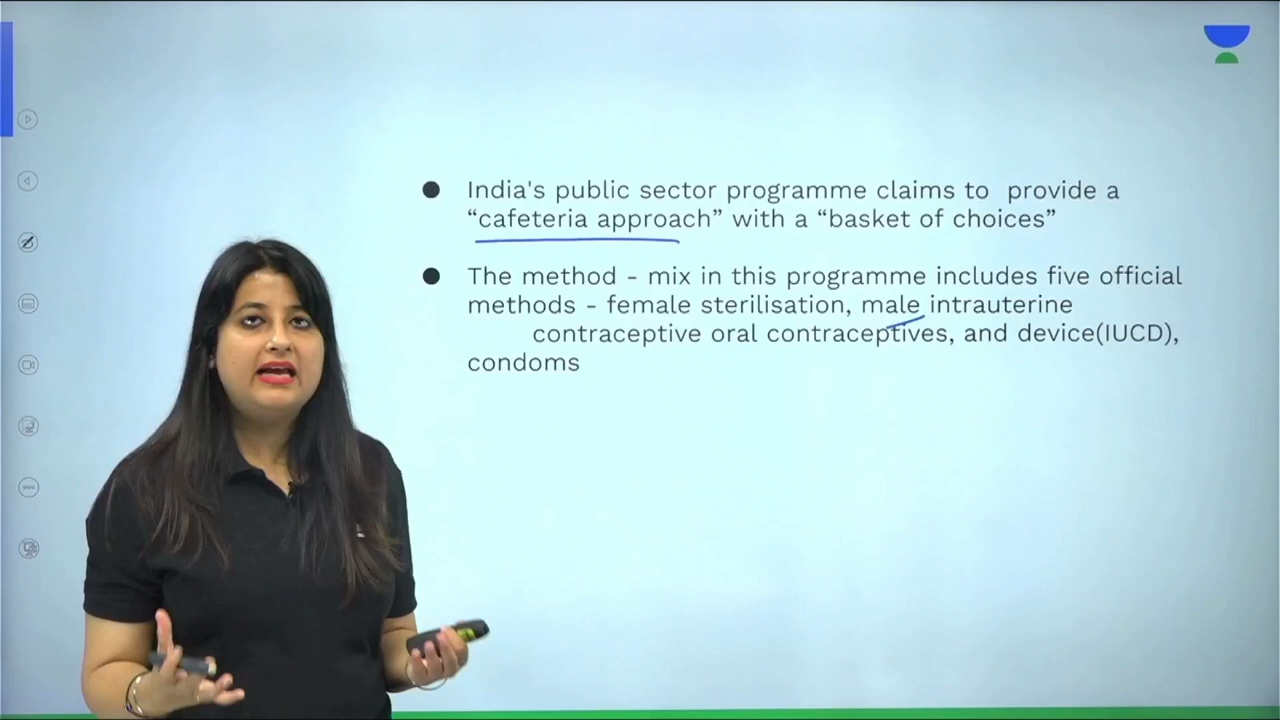 ● India's public sector programme claims to provide a
“cafeteria approach” with a “basket of choices”
● The method - mix in this programme includes five official
methods - female sterilisation, male intrauterine
contraceptive oral contraceptives, and device(IUCD),
condoms